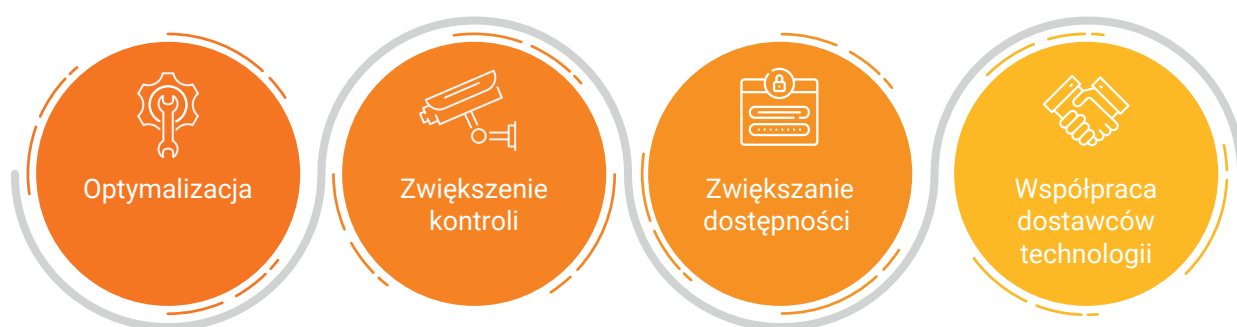 Optymalizacja
Zwiększenie
kontroli
Zwiększanie
dostępności
Współpraca
dostawców
technologii